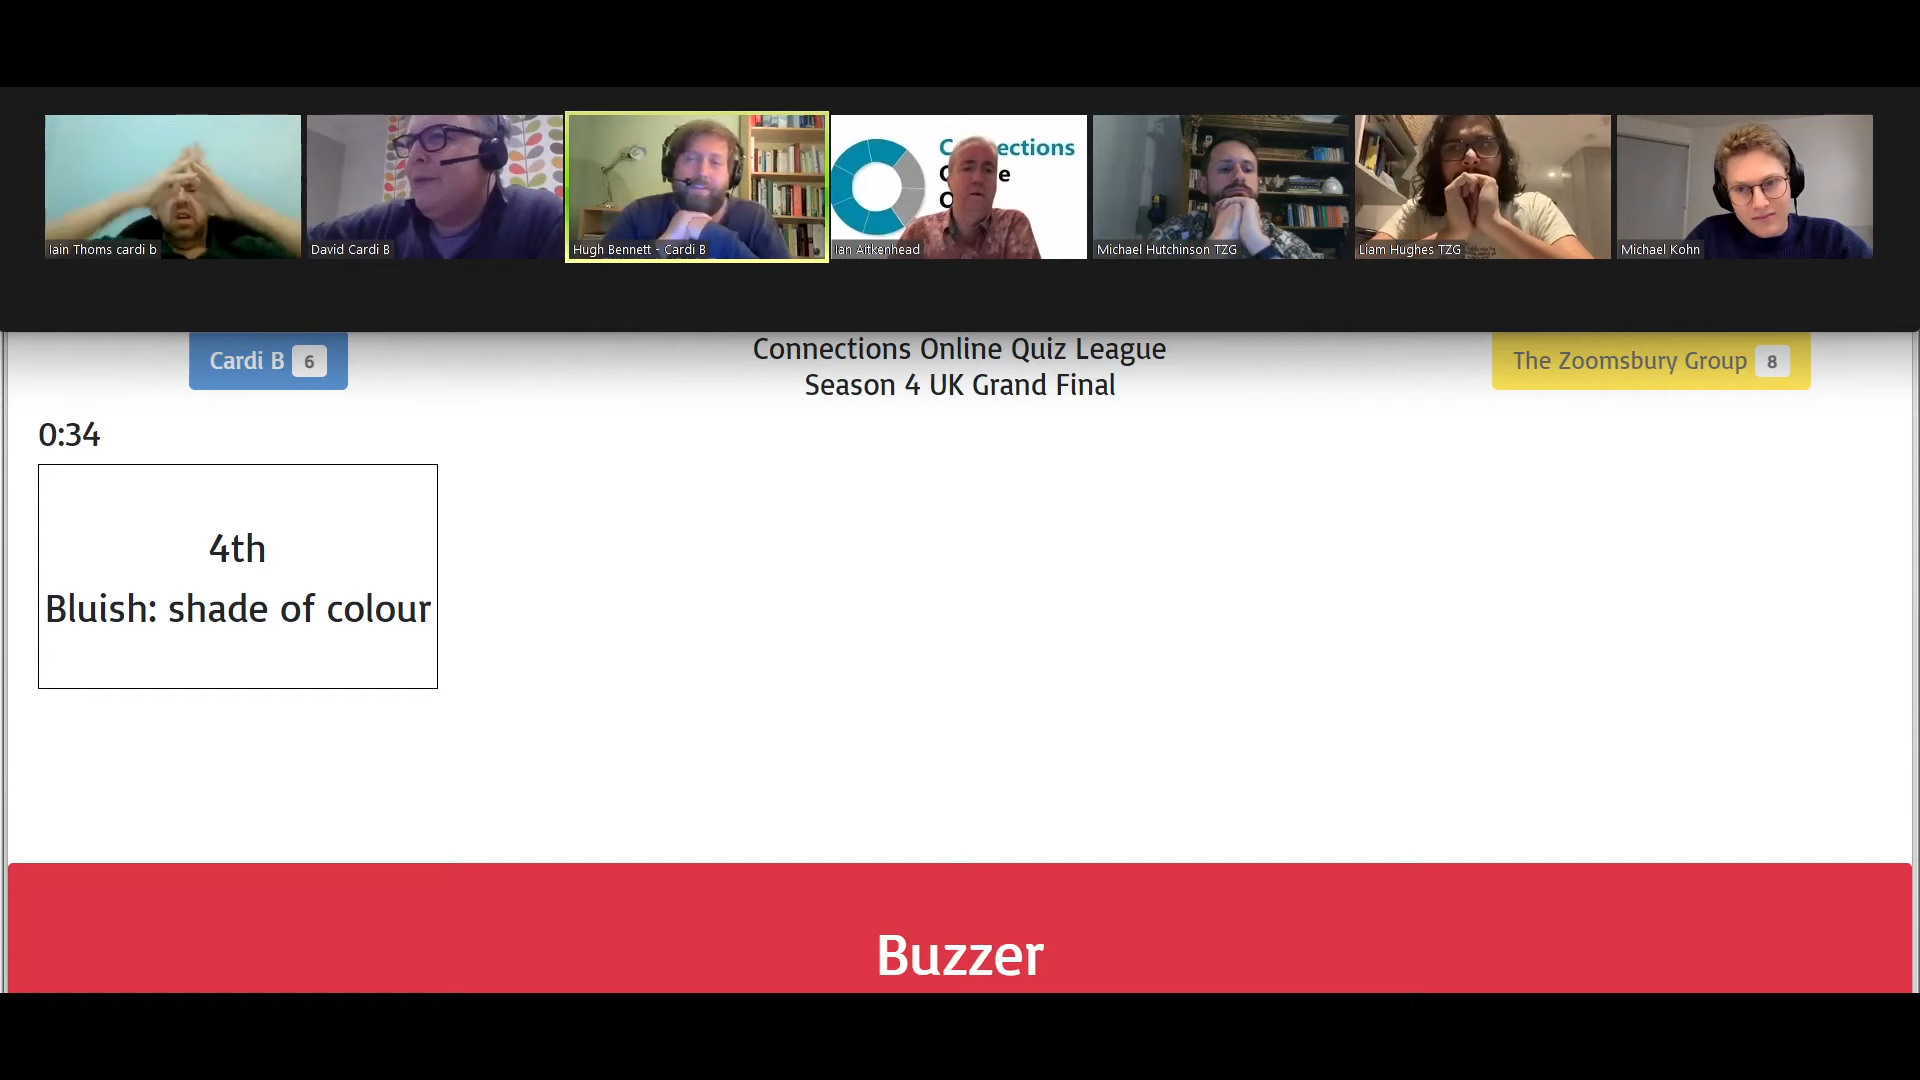 Connections
O e
O
Iain Thoms cardi b
David Cardi B
Hugh Bennett - Cardi B
Ian Aitkenhead
Michael Hutchinson TZG
Liam Hughes TZG
Michael Kohn
Cardi B 6
Connections Online Quiz League
Season 4 UK Grand Final
The Zoomsbury Group 8
0:34
4th
Bluish: shade of colour
Buzzer